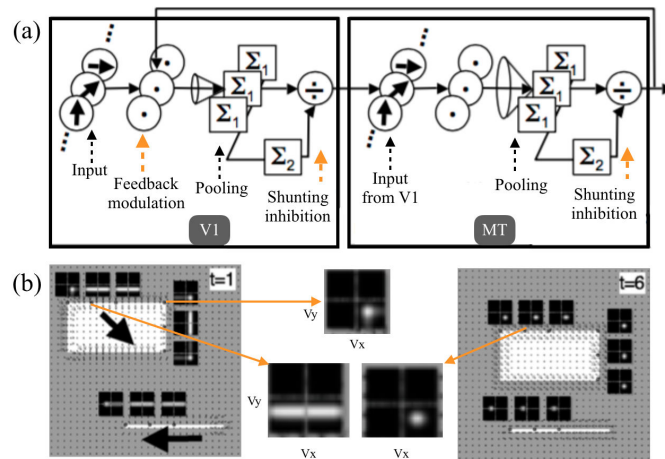 (a)
Σ1
Σ1
Σ1
÷
Σ2
Input
Feedback
modulation
Pooling
Shunting
inhibition
V1
Σ1
Σ1
Σ1
÷
Σ2
Input
from V1
Pooling
Shunting
inhibition
MT
(b)
t=1
Vy
Vx
Vy
Vx
Vx
t=6